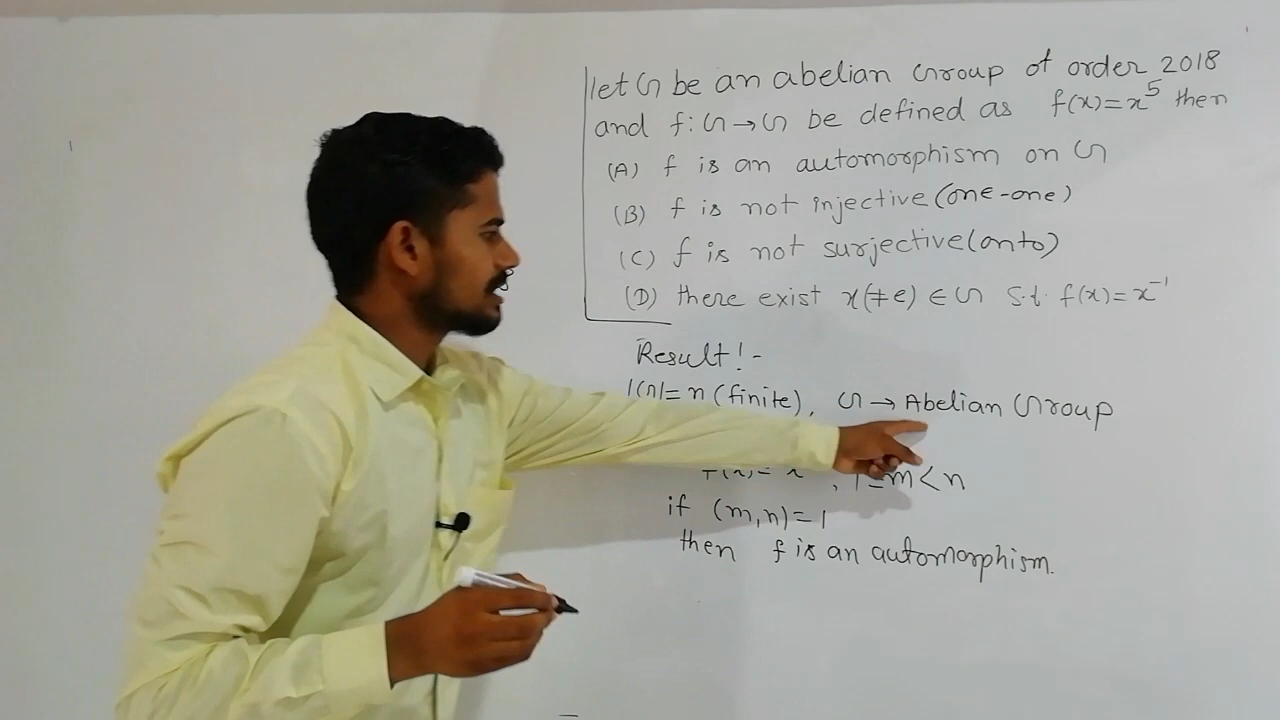 let G be an abelian Group of order 2018
and f: G → G be defined as f(x)=x⁵ then
(A) f is an automorphism on G
(B) f is not injective (one-one)
(C) f is not surjective (onto)
(D) there exist x(≠e) ∈ G s.t. f(x)=x⁻¹
Result! -
|G|= n (finite), G → Abelian Group
m < n
if (m,n)=1
then f is an automorphism.